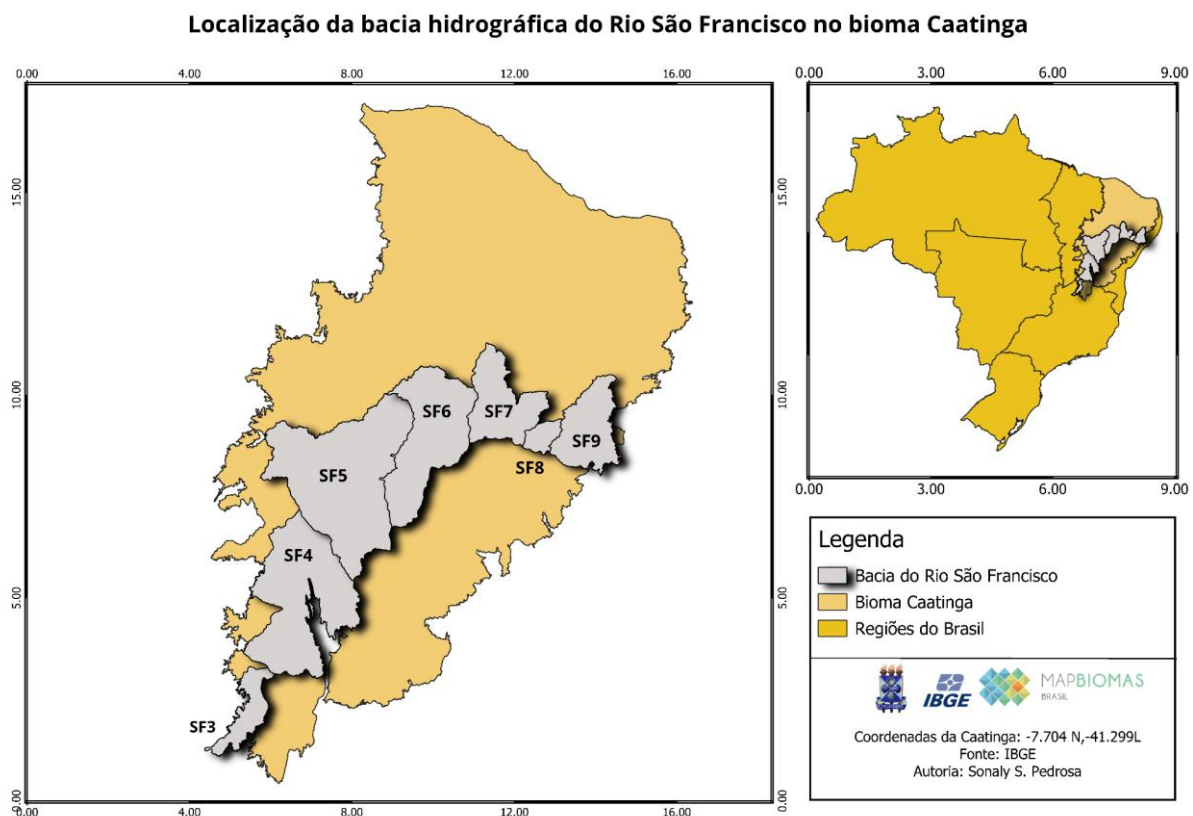 Localização da bacia hidrográfica do Rio São Francisco no bioma Caatinga
0.00 4.00 8.00 12.00 16.00
0.00 3.00 6.00 9.00
15.00 15.00
10.00 10.00
SF6 SF7
SF9
SF5 SF8
0.00 3.00 6.00 9.00
SF4
5.00 5.00
SF3
0.00 0.00
0.00 4.00 8.00 12.00 16.00
Legenda
Bacia do Rio São Francisco
Bioma Caatinga
Regiões do Brasil
IBGE
MAPBIOMAS
BRASIL
Coordenadas da Caatinga: -7.704 N,-41.299L
Fonte: IBGE
Autoria: Sonaly S. Pedrosa